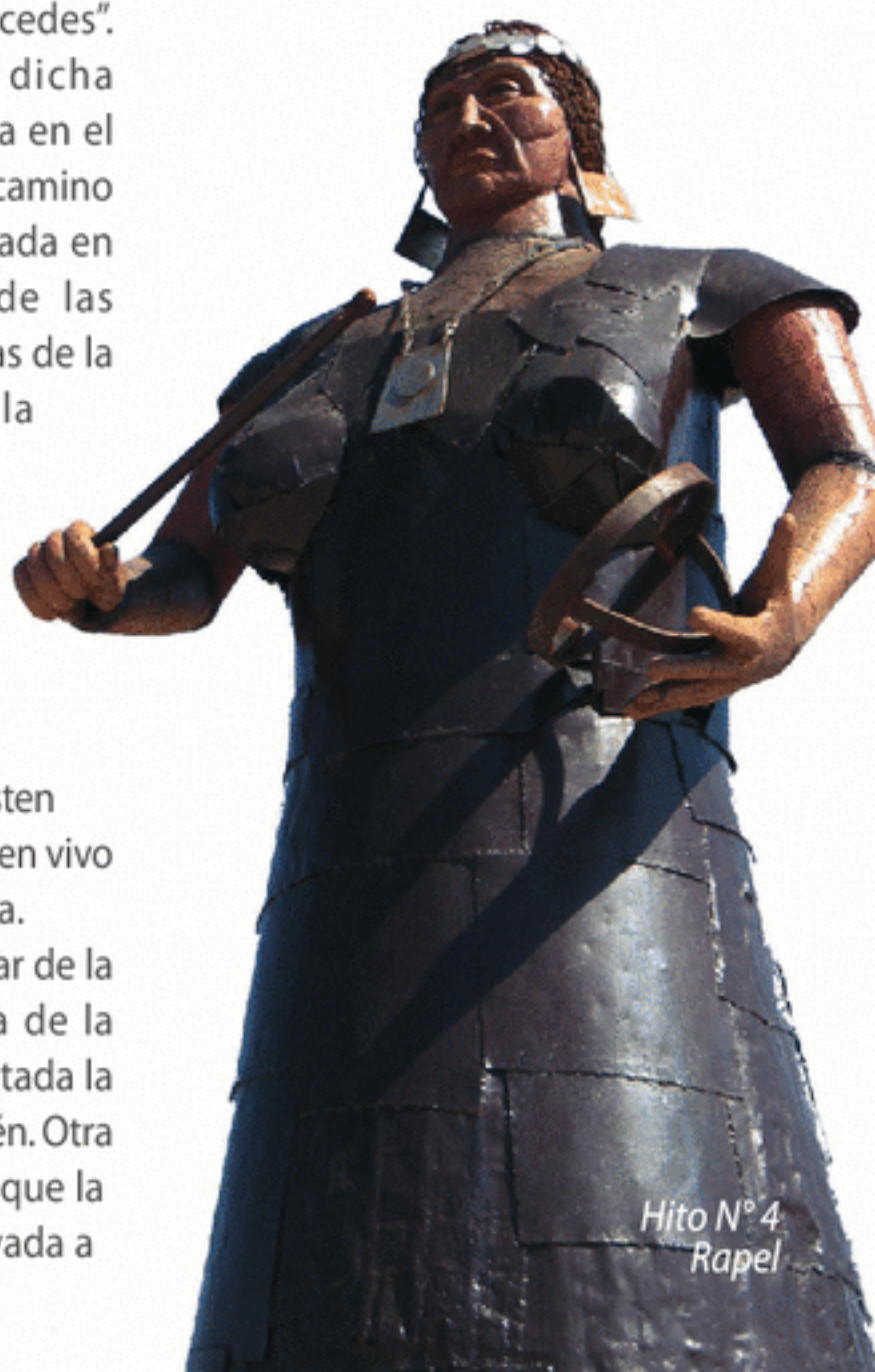 cedes”.
dicha
a en el
camino
ada en
de las
as de la
la
sten
en vivo
a.
ar de la
a de la
tada la
én. Otra
que la
vada a
Hito N° 4
Rapel